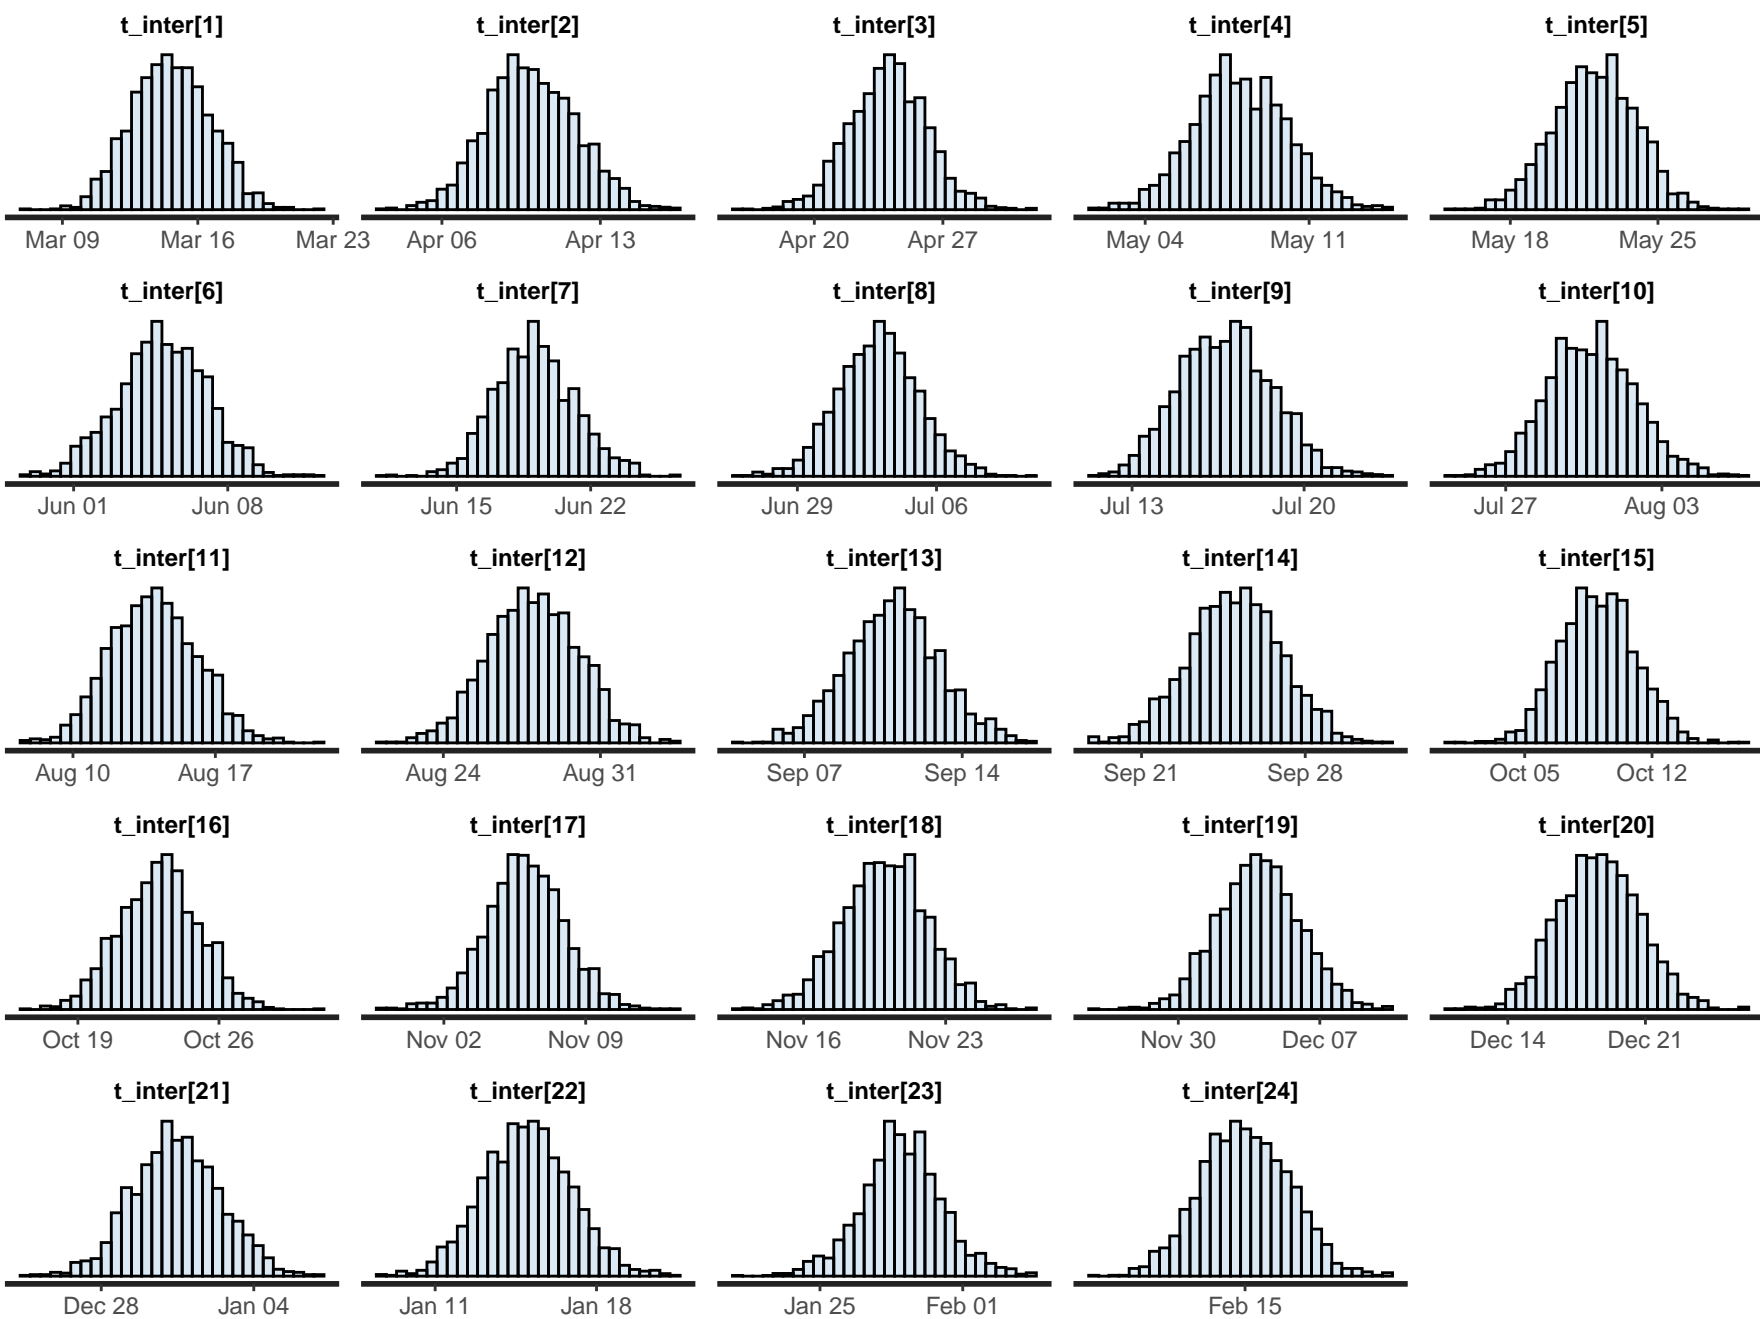 t_inter[1] t_inter[2] t_inter[3] t_inter[4] t_inter[5]
Mar 09 Mar 16 Mar 23 Apr 06 Apr 13 Apr 20 Apr 27 May 04 May 11 May 18 May 25
t_inter[6] t_inter[7] t_inter[8] t_inter[9] t_inter[10]
Jun 01 Jun 08 Jun 15 Jun 22 Jun 29 Jul 06 Jul 13 Jul 20 Jul 27 Aug 03
t_inter[11] t_inter[12] t_inter[13] t_inter[14] t_inter[15]
Aug 10 Aug 17 Aug 24 Aug 31 Sep 07 Sep 14 Sep 21 Sep 28 Oct 05 Oct 12
t_inter[16] t_inter[17] t_inter[18] t_inter[19] t_inter[20]
Oct 19 Oct 26 Nov 02 Nov 09 Nov 16 Nov 23 Nov 30 Dec 07 Dec 14 Dec 21
t_inter[21] t_inter[22] t_inter[23] t_inter[24]
Dec 28 Jan 04 Jan 11 Jan 18 Jan 25 Feb 01 Feb 15